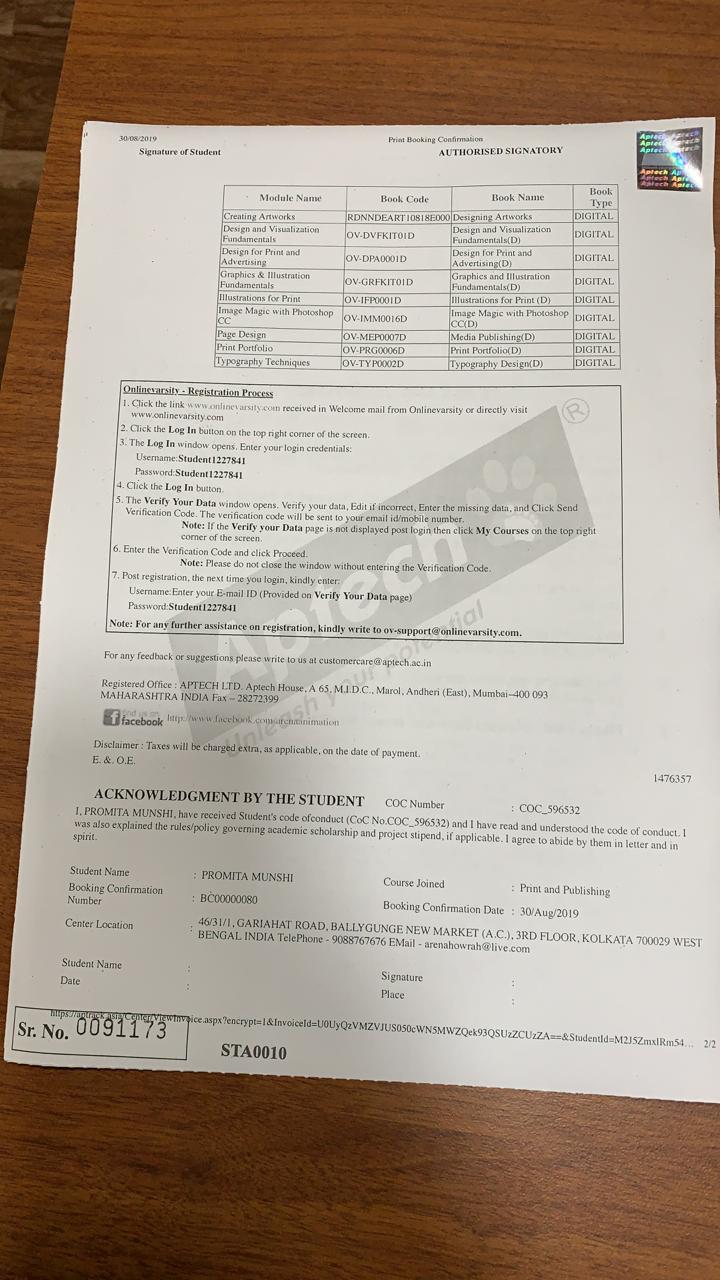 30/08/2019
Print Booking Confirmation
Signature of Student
AUTHORISED SIGNATORY
Aptech Aptech
Aptech Aptech
Aptech Aptech
Aptech Apt
Aptech Apt
Aptech Apt
Module Name Book Code Book Name Book Type
Creating Artworks RDNNDEART10818E000 Designing Artworks DIGITAL
Design and Visualization Fundamentals OV-DVFKIT01D Design and Visualization Fundamentals(D) DIGITAL
Design for Print and Advertising OV-DPA0001D Design for Print and Advertising(D) DIGITAL
Graphics & Illustration Fundamentals OV-GRFKIT01D Graphics and Illustration Fundamentals(D) DIGITAL
Illustrations for Print OV-IFP0001D Illustrations for Print (D) DIGITAL
Image Magic with Photoshop CC OV-IMM0016D Image Magic with Photoshop CC(D) DIGITAL
Page Design OV-MEP0007D Media Publishing(D) DIGITAL
Print Portfolio OV-PRG0006D Print Portfolio(D) DIGITAL
Typography Techniques OV-TYP0002D Typography Design(D) DIGITAL
Onlinevarsity - Registration Process
1. Click the link www.onlinevarsity.com received in Welcome mail from Onlinevarsity or directly visit
www.onlinevarsity.com
2. Click the Log In button on the top right corner of the screen.
3. The Log In window opens. Enter your login credentials:
Username:Student1227841
Password:Student1227841
4. Click the Log In button.
5. The Verify Your Data window opens. Verify your data, Edit if incorrect, Enter the missing data, and Click Send
Verification Code. The verification code will be sent to your email id/mobile number.
Note: If the Verify your Data page is not displayed post login then click My Courses on the top right
corner of the screen.
6. Enter the Verification Code and click Proceed.
Note: Please do not close the window without entering the Verification Code.
7. Post registration, the next time you login, kindly enter:
Username:Enter your E-mail ID (Provided on Verify Your Data page)
Password:Student1227841
Note: For any further assistance on registration, kindly write to ov-support@onlinevarsity.com.
Aptech ®
Unleash your potential
For any feedback or suggestions please write to us at customercare@aptech.ac.in
Registered Office : APTECH LTD. Aptech House, A 65, M.I.D.C., Marol, Andheri (East), Mumbai–400 093
MAHARASHTRA INDIA Fax – 28272399
find us on
facebook http://www.facebook.com/arenaanimation
Disclaimer : Taxes will be charged extra, as applicable, on the date of payment.
E. &. O.E.
1476357
ACKNOWLEDGMENT BY THE STUDENT COC Number : COC_596532
I, PROMITA MUNSHI, have received Student's code ofconduct (CoC No.COC_596532) and I have read and understood the code of conduct. I
was also explained the rules/policy governing academic scholarship and project stipend, if applicable. I agree to abide by them in letter and in
spirit.
Student Name : PROMITA MUNSHI Course Joined : Print and Publishing
Booking Confirmation Number : BC00000080 Booking Confirmation Date : 30/Aug/2019
Center Location : 46/31/1, GARIAHAT ROAD, BALLYGUNGE NEW MARKET (A.C.), 3RD FLOOR, KOLKATA 700029 WEST
BENGAL INDIA TelePhone - 9088767676 EMail - arenahowrah@live.com
Student Name : Signature :
Date : Place :
https://aptrack.asia/Center/ViewInvoice.aspx?encrypt=1&InvoiceId=U0UyQzVMZVJUS050cWN5MWZQek93QSUzZCUzZA==&StudentId=M2J5ZmxIRm54... 2/2
Sr. No. 0091173
STA0010